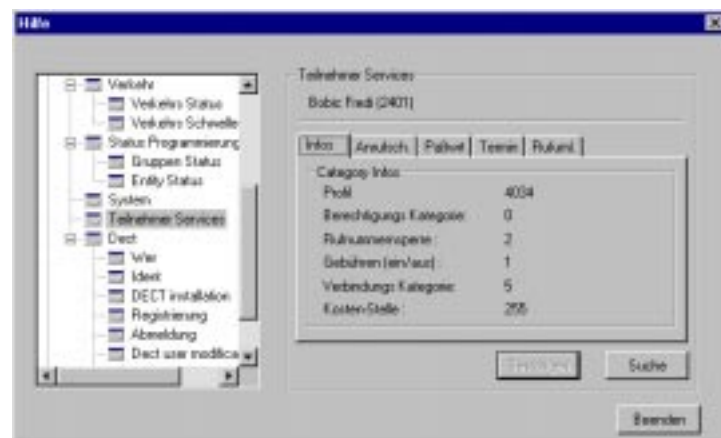 Hilfe
Verkehr
Verkehrs Status
Verkehrs Schwelle
Status Programmierung
Gruppen Status
Entity Status
System
Teilnehmer Services
Dect
Wer
Ident
DECT installation
Registrierung
Abmeldung
Dect user modifica
Teilnehmer Services
Bobic Fredi (2401)
Infos
Anrufsch.
Paßwrt
Termin
Rufuml.
Category Infos
Profil 4034
Berechtigungs Kategorie: 0
Rufnummernsperre : 2
Gebühren (ein/aus) : 1
Verbindungs Kategorie: 5
Kosten-Stelle : 255
Suche
Beenden